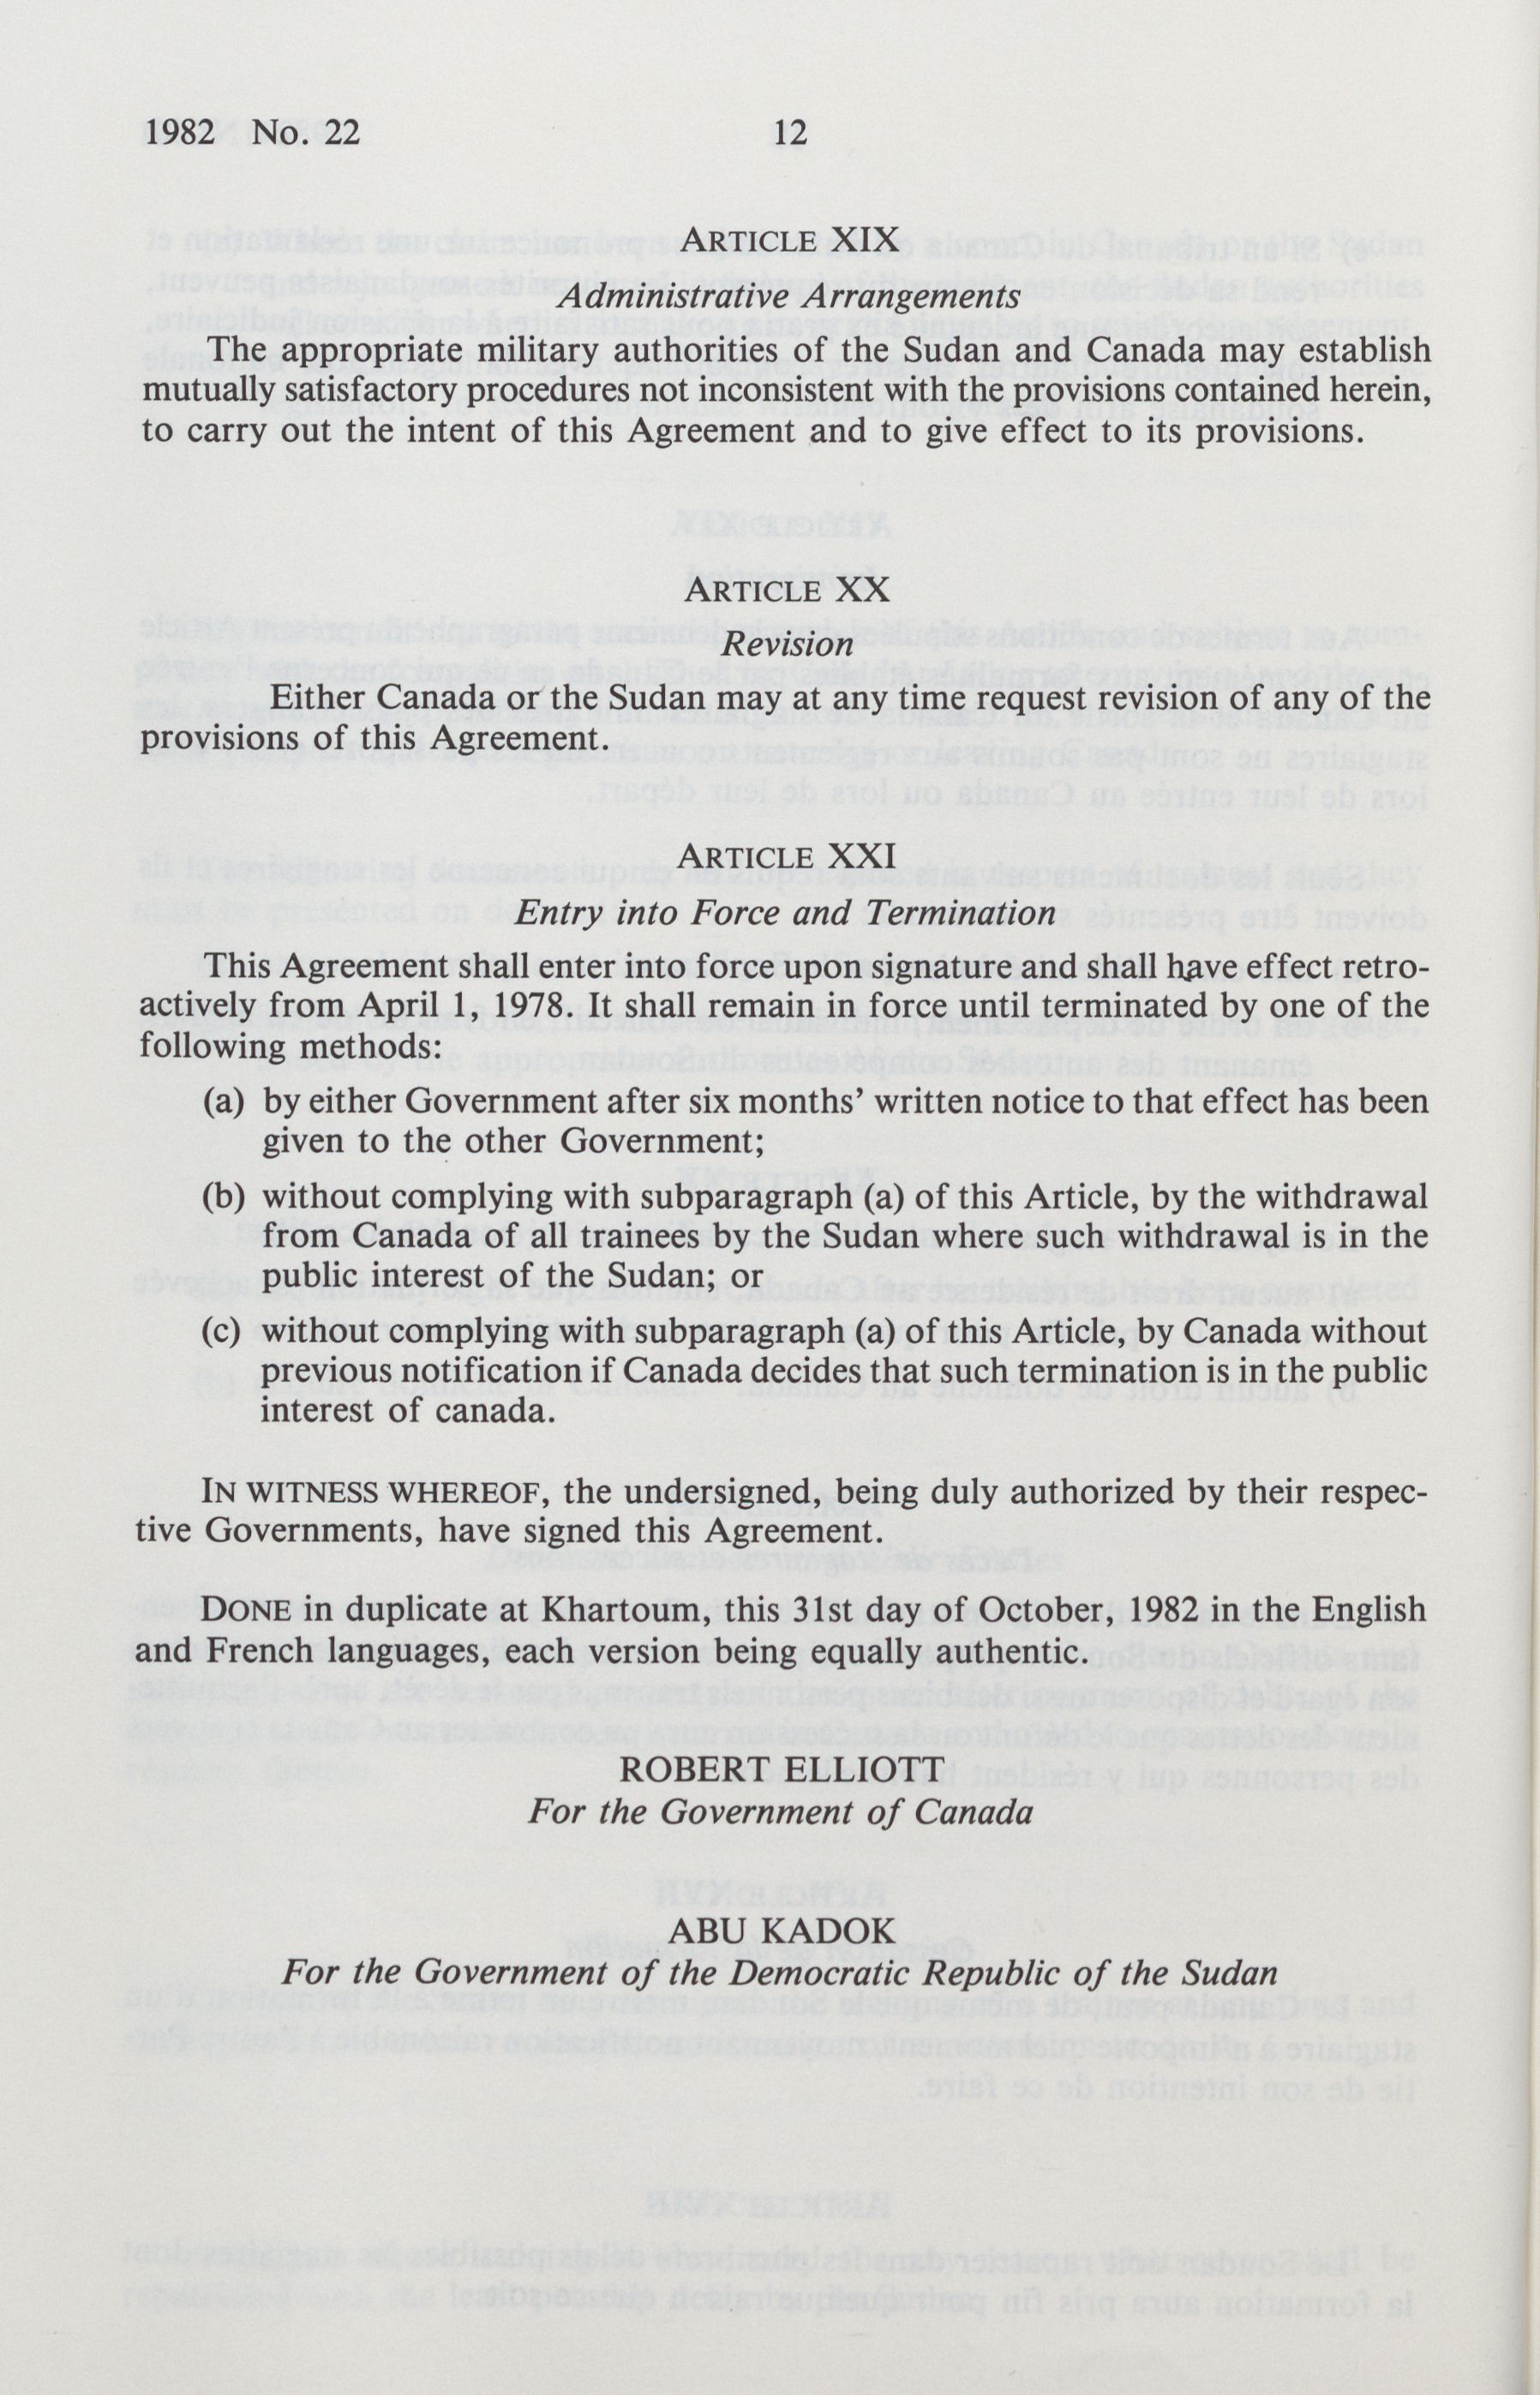 1982 No. 22
12
ARTICLE XIX
Administrative Arrangements
The appropriate military authorities of the Sudan and Canada may establish
mutually satisfactory procedures not inconsistent with the provisions contained herein,
to carry out the intent of this Agreement and to give effect to its provisions.
ARTICLE XX
Revision
Either Canada or the Sudan may at any time request revision of any of the
provisions of this Agreement.
ARTICLE XXI
Entry into Force and Termination
This Agreement shall enter into force upon signature and shall have effect retro-
actively from April 1, 1978. It shall remain in force until terminated by one of the
following methods:
(a) by either Government after six months’ written notice to that effect has been
given to the other Government;
(b) without complying with subparagraph (a) of this Article, by the withdrawal
from Canada of all trainees by the Sudan where such withdrawal is in the
public interest of the Sudan; or
(c) without complying with subparagraph (a) of this Article, by Canada without
previous notification if Canada decides that such termination is in the public
interest of canada.
IN WITNESS WHEREOF, the undersigned, being duly authorized by their respec-
tive Governments, have signed this Agreement.
DONE in duplicate at Khartoum, this 31st day of October, 1982 in the English
and French languages, each version being equally authentic.
ROBERT ELLIOTT
For the Government of Canada
ABU KADOK
For the Government of the Democratic Republic of the Sudan